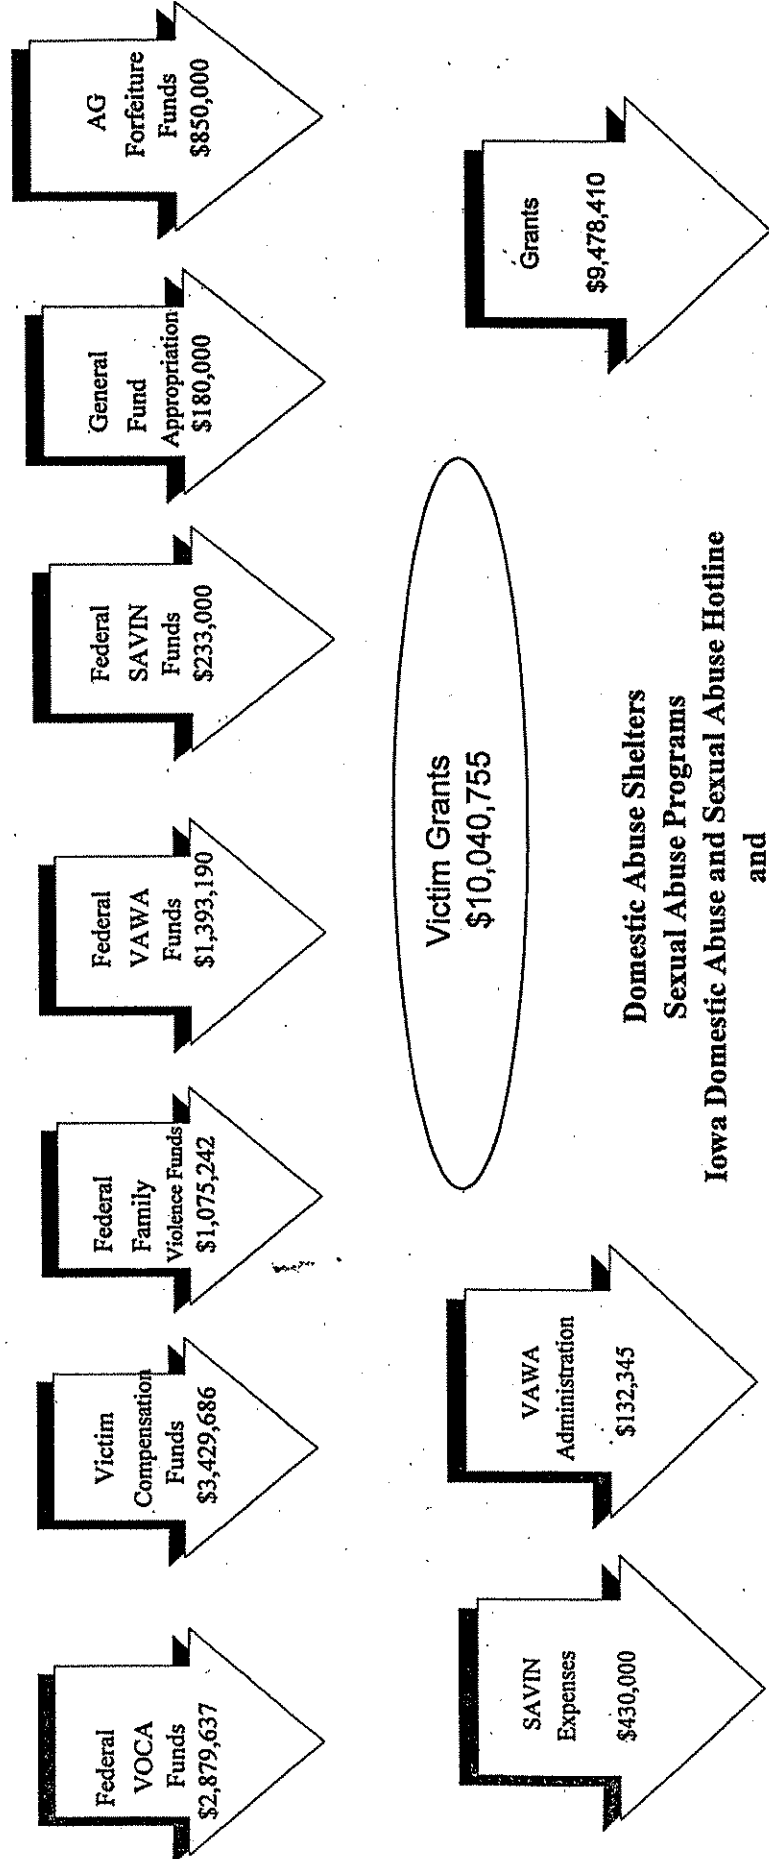 Federal
VOCA
Funds
$2,879,637
Victim
Compensation
Funds
$3,429,686
Federal
Family
Violence Funds
$1,075,242
Federal
VAWA
Funds
$1,393,190
Federal
SAVIN
Funds
$233,000
General
Fund
Appropriation
$180,000
AG
Forfeiture
Funds
$850,000
Victim Grants
$10,040,755
SAVIN
Expenses
$430,000
VAWA
Administration
$132,345
Grants
$9,478,410
Domestic Abuse Shelters
Sexual Abuse Programs
Iowa Domestic Abuse and Sexual Abuse Hotline
and